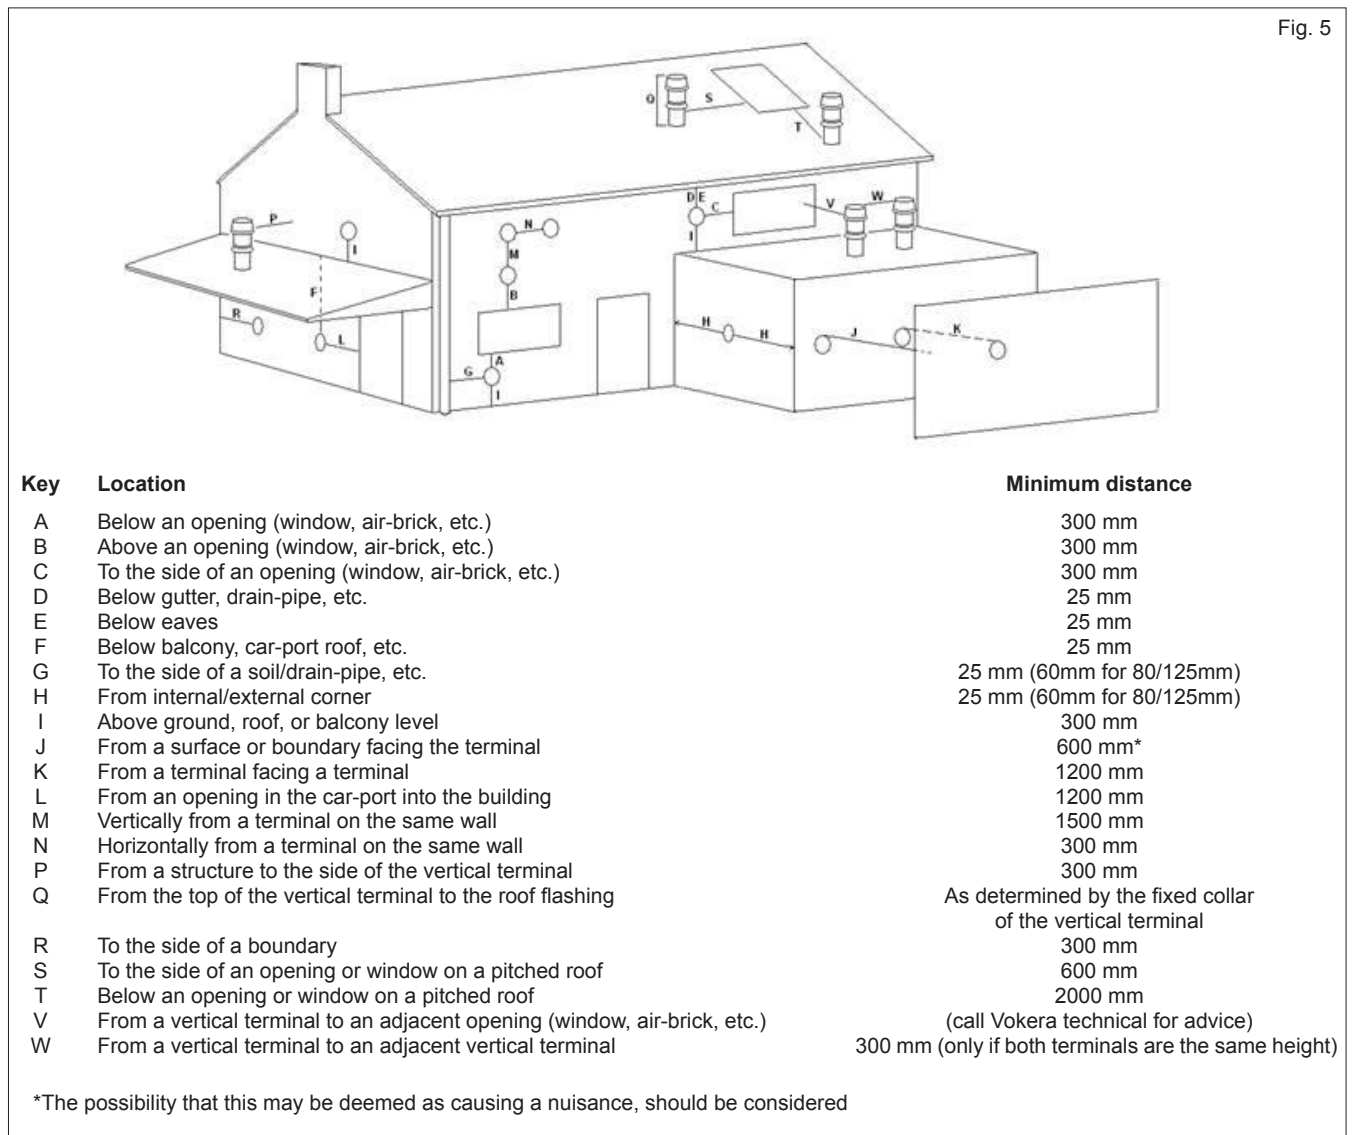 Fig. 5
Q
S
T
D E
C
V
W
I
P
I
N
M
B
F
R
L
H
H
J
K
A
G
I
Key Location Minimum distance
A Below an opening (window, air-brick, etc.) 300 mm
B Above an opening (window, air-brick, etc.) 300 mm
C To the side of an opening (window, air-brick, etc.) 300 mm
D Below gutter, drain-pipe, etc. 25 mm
E Below eaves 25 mm
F Below balcony, car-port roof, etc. 25 mm
G To the side of a soil/drain-pipe, etc. 25 mm (60mm for 80/125mm)
H From internal/external corner 25 mm (60mm for 80/125mm)
I Above ground, roof, or balcony level 300 mm
J From a surface or boundary facing the terminal 600 mm*
K From a terminal facing a terminal 1200 mm
L From an opening in the car-port into the building 1200 mm
M Vertically from a terminal on the same wall 1500 mm
N Horizontally from a terminal on the same wall 300 mm
P From a structure to the side of the vertical terminal 300 mm
Q From the top of the vertical terminal to the roof flashing As determined by the fixed collar
of the vertical terminal
R To the side of a boundary 300 mm
S To the side of an opening or window on a pitched roof 600 mm
T Below an opening or window on a pitched roof 2000 mm
V From a vertical terminal to an adjacent opening (window, air-brick, etc.) (call Vokera technical for advice)
W From a vertical terminal to an adjacent vertical terminal 300 mm (only if both terminals are the same height)
*The possibility that this may be deemed as causing a nuisance, should be considered